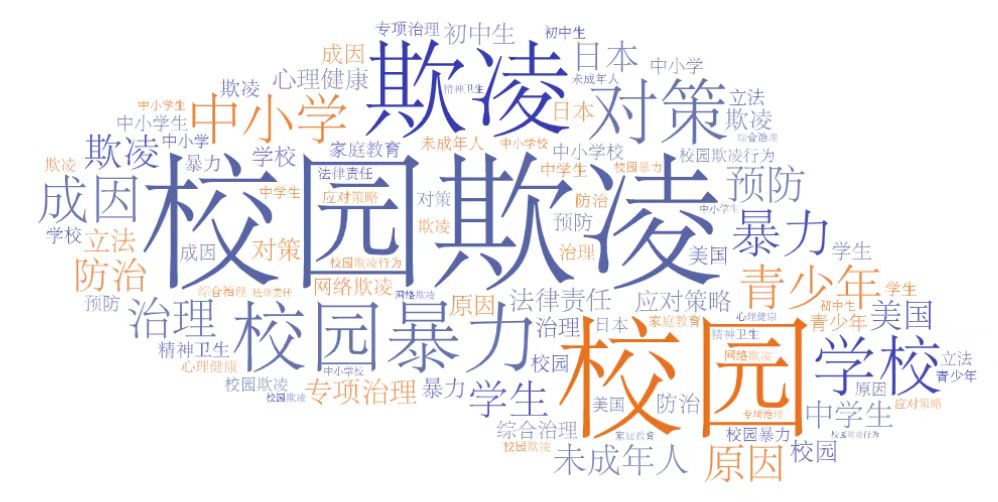 专项治理
初中生
初中生
成因
欺凌
日本
中小学
心理健康
未成年人
欺凌
精神卫生
对策
立法
中小学生
中小学
日本
欺凌
中小学生
综合治理
中小学
欺凌
学校
家庭教育
未成年人
中小学校
中小学校
校园欺凌行为
欺凌
暴力
法律责任
中学生
校园暴力
预防
成因
校园欺凌
中学生
应对策略
对策
防治
中小学生
学校
立法
成因
对策
欺凌
预防
暴力
防治
校园欺凌行为
治理
美国
学生
预防
综合治理
法律责任
网络欺凌
网络欺凌
原因
法律责任
应对策略
青少年
学生
初中生
治理
校园暴力
治理
日本
家庭教育
心理健康
青少年
美国
精神卫生
心理健康
校园
校园
精神卫生
网络欺凌
学校
立法
中小学校
青少年
校园欺凌
校园欺凌
专项治理
暴力
学生
美国
防治
原因
应对策略
专项治理
中学生
综合治理
家庭教育
校园暴力
校园欺凌行为
校园欺凌
未成年人
原因
校园